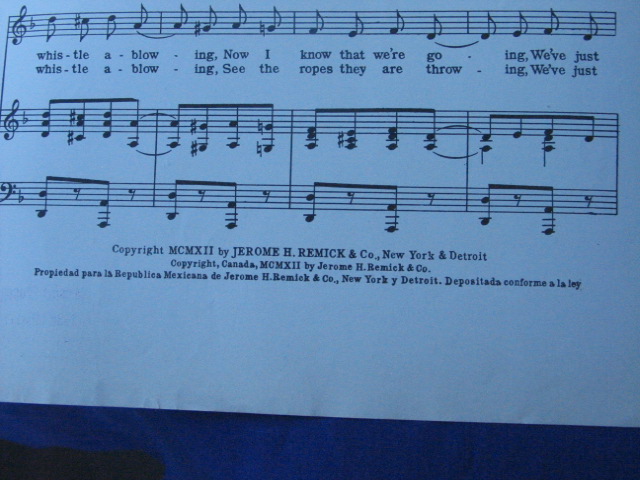 whis-tle a-blow-ing, Now I know that we're go-ing, We've just
whis-tle a-blow-ing, See the ropes they are throw-ing, We've just
Copyright MCMXII by JEROME H. REMICK & Co., New York & Detroit
Copyright, Canada, MCMXII by Jerome H. Remick & Co.
Propiedad para la Republica Mexicana de Jerome H. Remick & Co., New York y Detroit. Depositada conforme a la ley